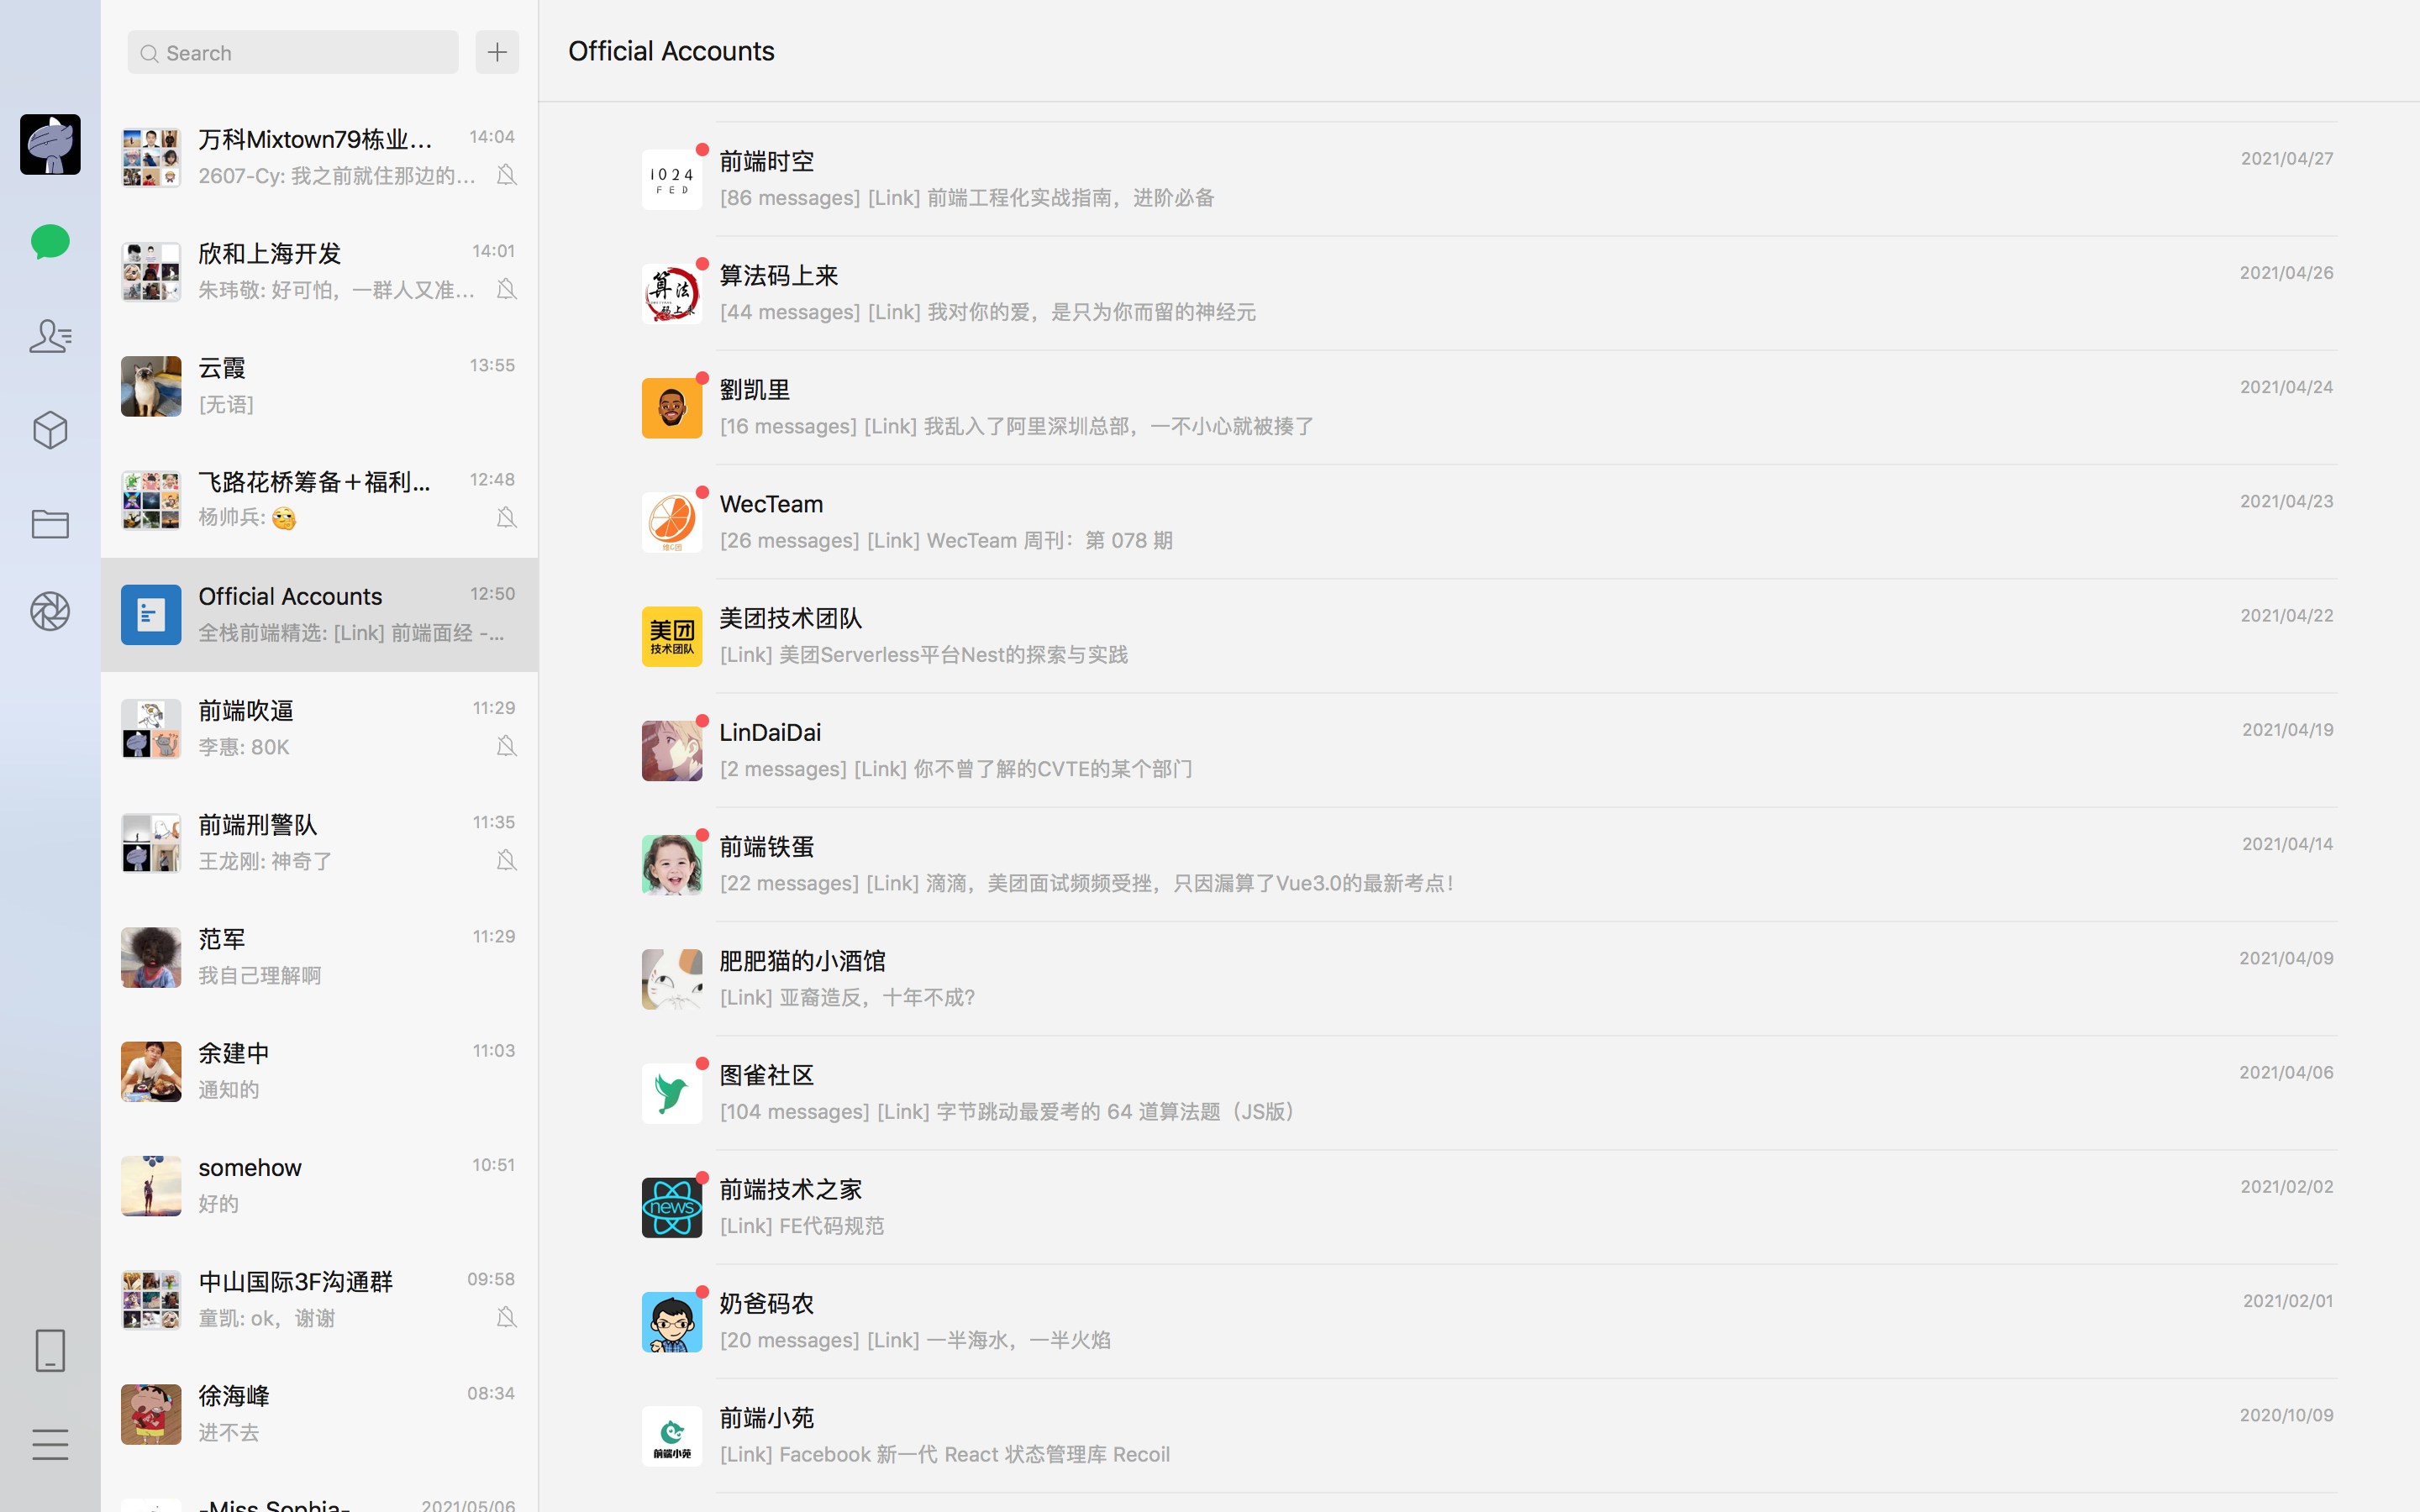 Search
Official Accounts
万科Mixtown79栋业... 14:04
2607-Cy: 我之前就住那边的...
欣和上海开发 14:01
朱玮敬: 好可怕，一群人又准...
云霞 13:55
[无语]
飞路花桥筹备＋福利... 12:48
杨帅兵:
Official Accounts 12:50
全栈前端精选: [Link] 前端面经 -...
前端吹逼 11:29
李惠: 80K
前端刑警队 11:35
王龙刚: 神奇了
范军 11:29
我自己理解啊
余建中 11:03
通知的
somehow 10:51
好的
中山国际3F沟通群 09:58
童凯: ok，谢谢
徐海峰 08:34
进不去
-Miss Sophia- 2021/05/06
1024
FED
前端时空 2021/04/27
[86 messages] [Link] 前端工程化实战指南，进阶必备
算法
码上来
算法码上来 2021/04/26
[44 messages] [Link] 我对你的爱，是只为你而留的神经元
劉凯里 2021/04/24
[16 messages] [Link] 我乱入了阿里深圳总部，一不小心就被揍了
维C团
WecTeam 2021/04/23
[26 messages] [Link] WecTeam 周刊：第 078 期
美团
技术团队
美团技术团队 2021/04/22
[Link] 美团Serverless平台Nest的探索与实践
LinDaiDai 2021/04/19
[2 messages] [Link] 你不曾了解的CVTE的某个部门
前端铁蛋 2021/04/14
[22 messages] [Link] 滴滴，美团面试频频受挫，只因漏算了Vue3.0的最新考点！
肥肥猫的小酒馆 2021/04/09
[Link] 亚裔造反，十年不成？
图雀社区 2021/04/06
[104 messages] [Link] 字节跳动最爱考的 64 道算法题（JS版）
news
前端技术之家 2021/02/02
[Link] FE代码规范
奶爸码农 2021/02/01
[20 messages] [Link] 一半海水，一半火焰
前端小苑
前端小苑 2020/10/09
[Link] Facebook 新一代 React 状态管理库 Recoil